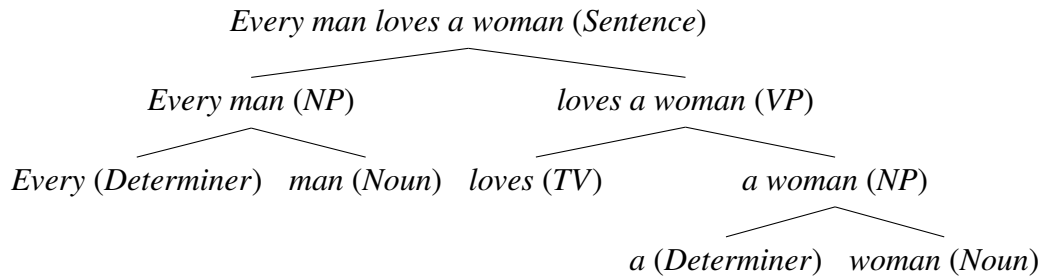 Every man loves a woman (Sentence)
Every man (NP) loves a woman (VP)
Every (Determiner) man (Noun) loves (TV) a woman (NP)
a (Determiner) woman (Noun)